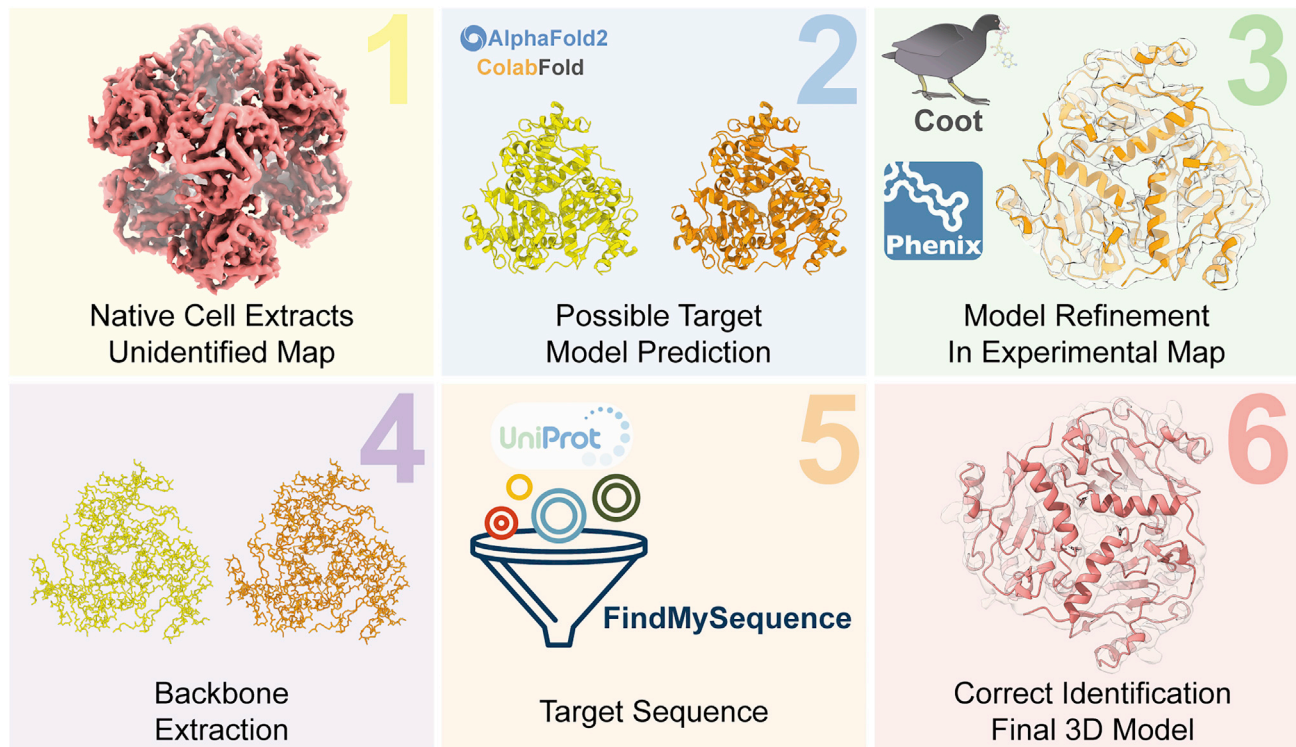 1
Native Cell Extracts
Unidentified Map
2
AlphaFold2
ColabFold
Possible Target
Model Prediction
3
Coot
Phenix
Model Refinement
In Experimental Map
4
Backbone
Extraction
5
UniProt
FindMySequence
Target Sequence
6
Correct Identification
Final 3D Model